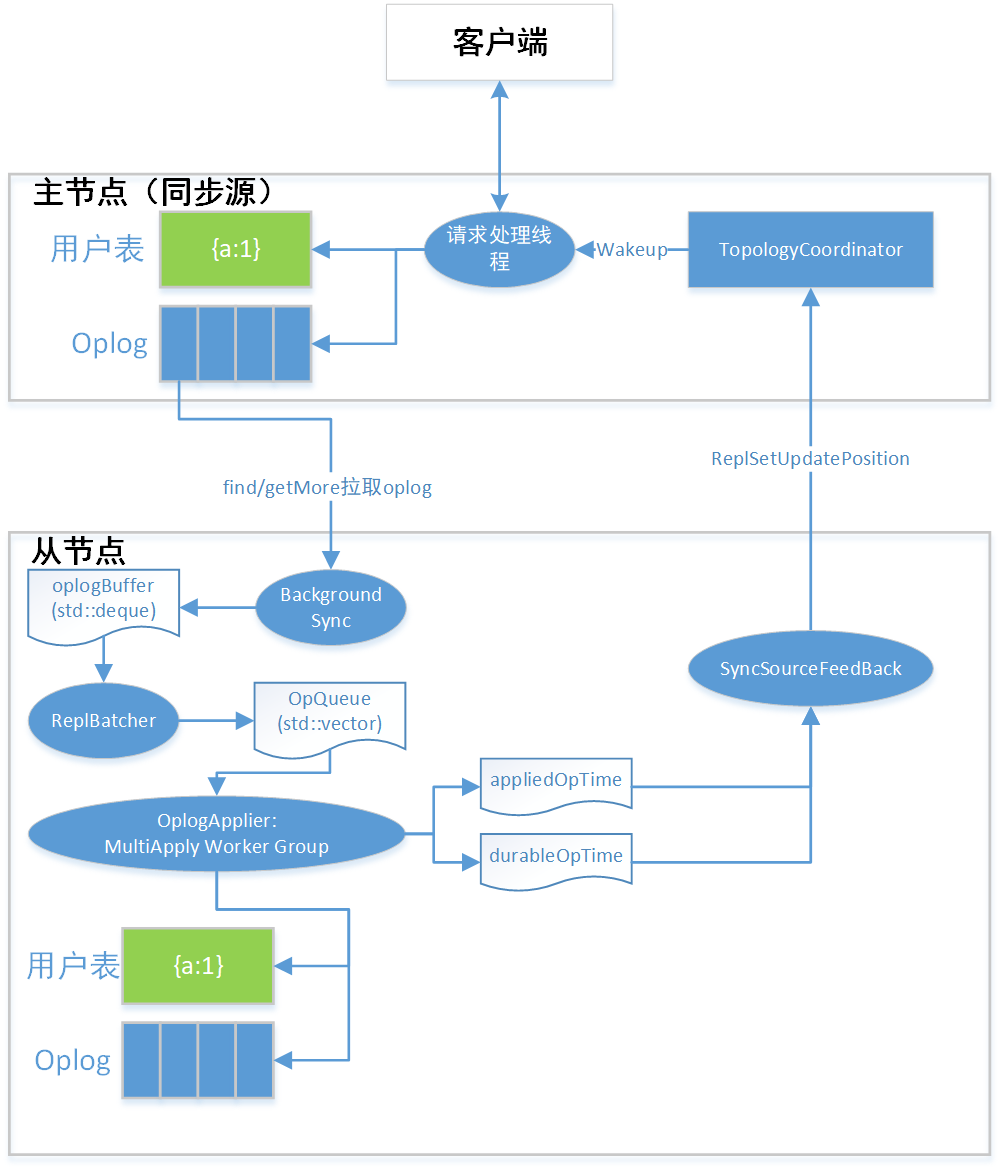 客户端
主节点（同步源）
用户表
{a:1}
请求处理线
程
Wakeup
TopologyCoordinator
Oplog
ReplSetUpdatePosition
find/getMore拉取oplog
从节点
oplogBuffer
(std::deque)
Background
Sync
SyncSourceFeedBack
ReplBatcher
OpQueue
(std::vector)
appliedOpTime
OplogApplier:
MultiApply Worker Group
durableOpTime
用户表
{a:1}
Oplog